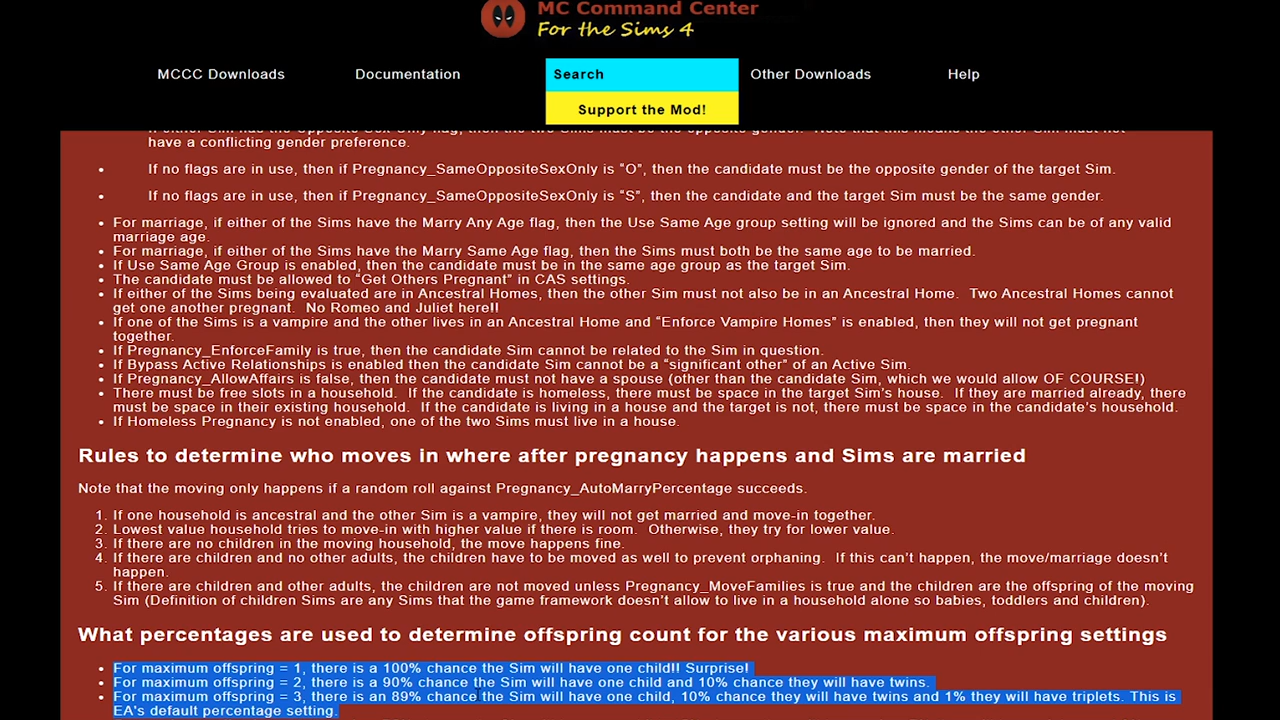 MC Command Center
For the Sims 4
MCCC Downloads
Documentation
Search
Other Downloads
Help
Support the Mod!
If either Sim has the Opposite Sex Only flag, then the two Sims must be the opposite gender. Note that this means the other Sim must not
have a conflicting gender preference.
• If no flags are in use, then if Pregnancy_SameOppositeSexOnly is "O", then the candidate must be the opposite gender of the target Sim.
• If no flags are in use, then if Pregnancy_SameOppositeSexOnly is "S", then the candidate and the target Sim must be the same gender.
• For marriage, if either of the Sims have the Marry Any Age flag, then the Use Same Age group setting will be ignored and the Sims can be of any valid
marriage age.
• For marriage, if either of the Sims have the Marry Same Age flag, then the Sims must both be the same age to be married.
• If Use Same Age Group is enabled, then the candidate must be in the same age group as the target Sim.
• The candidate must be allowed to "Get Others Pregnant" in CAS settings.
• If either of the Sims being evaluated are in Ancestral Homes, then the other Sim must not also be in an Ancestral Home. Two Ancestral Homes cannot
get one another pregnant. No Romeo and Juliet here!!
• If one of the Sims is a vampire and the other lives in an Ancestral Home and "Enforce Vampire Homes" is enabled, then they will not get pregnant
together.
• If Pregnancy_EnforceFamily is true, then the candidate Sim cannot be related to the Sim in question.
• If Bypass Active Relationships is enabled then the candidate Sim cannot be a "significant other" of an Active Sim.
• If Pregnancy_AllowAffairs is false, then the candidate must not have a spouse (other than the candidate Sim, which we would allow OF COURSE!)
• There must be free slots in a household. If the candidate is homeless, there must be space in the target Sim's house. If they are married already, there
must be space in their existing household. If the candidate is living in a house and the target is not, there must be space in the candidate's household.
• If Homeless Pregnancy is not enabled, one of the two Sims must live in a house.
Rules to determine who moves in where after pregnancy happens and Sims are married
Note that the moving only happens if a random roll against Pregnancy_AutoMarryPercentage succeeds.
1. If one household is ancestral and the other Sim is a vampire, they will not get married and move-in together.
2. Lowest value household tries to move-in with higher value if there is room. Otherwise, they try for lower value.
3. If there are no children in the moving household, the move happens fine.
4. If there are children and no other adults, the children have to be moved as well to prevent orphaning. If this can't happen, the move/marriage doesn't
happen.
5. If there are children and other adults, the children are not moved unless Pregnancy_MoveFamilies is true and the children are the offspring of the moving
Sim (Definition of children Sims are any Sims that the game framework doesn't allow to live in a household alone so babies, toddlers and children).
What percentages are used to determine offspring count for the various maximum offspring settings
• For maximum offspring = 1, there is a 100% chance the Sim will have one child!! Surprise!
• For maximum offspring = 2, there is a 90% chance the Sim will have one child and 10% chance they will have twins.
• For maximum offspring = 3, there is an 89% chance the Sim will have one child, 10% chance they will have twins and 1% they will have triplets. This is
EA's default percentage setting.